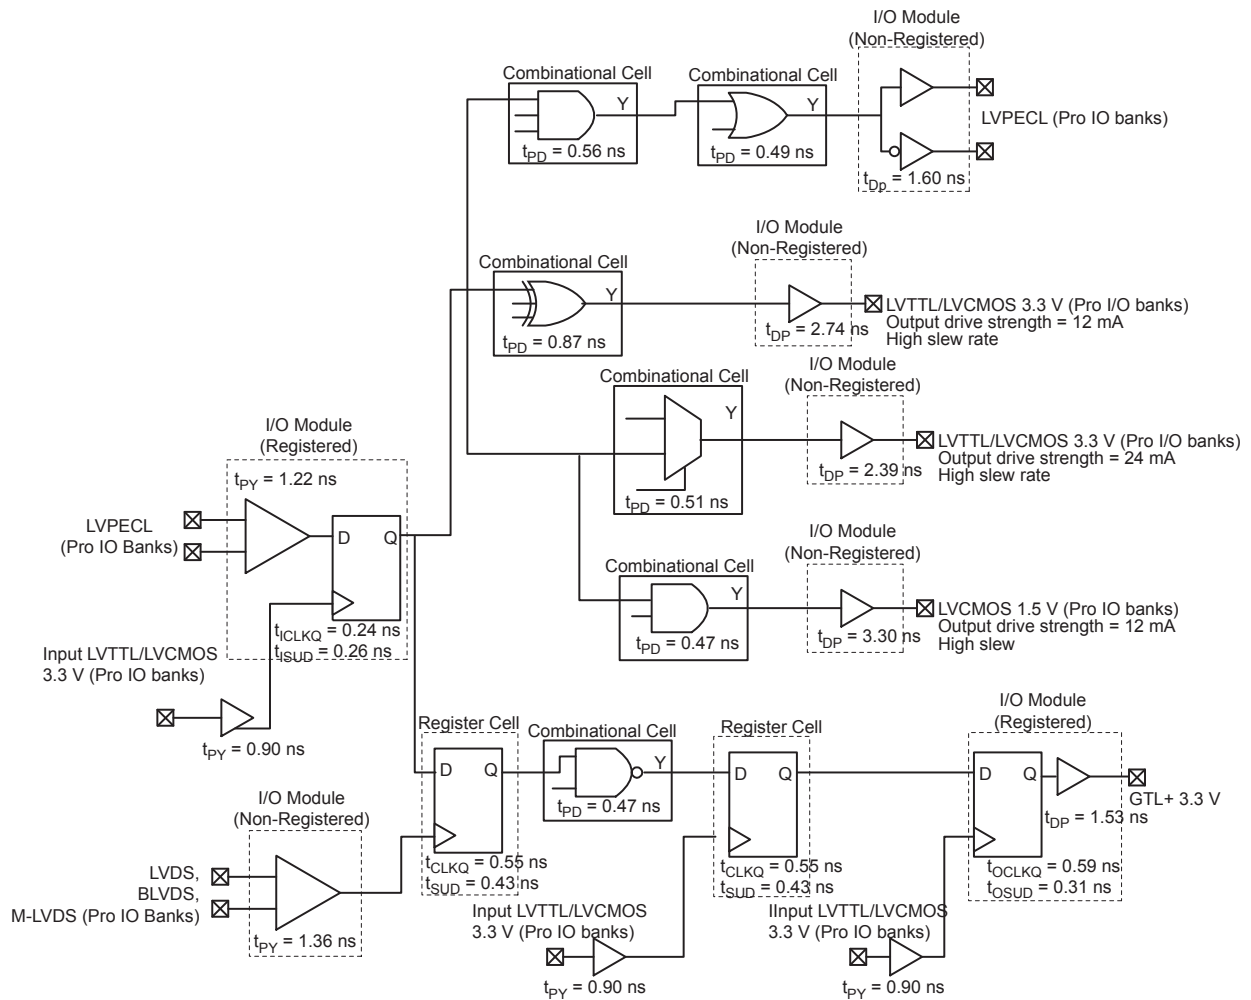 I/O Module
(Non-Registered)
Combinational Cell
Y
tPD = 0.56 ns
Combinational Cell
Y
tPD = 0.49 ns
LVPECL (Pro IO banks)
tDp = 1.60 ns
I/O Module
(Non-Registered)
Combinational Cell
Y
tPD = 0.87 ns
tDP = 2.74 ns
LVTTL/LVCMOS 3.3 V (Pro I/O banks)
Output drive strength = 12 mA
High slew rate
I/O Module
(Non-Registered)
Combinational Cell
Y
tPD = 0.51 ns
tDP = 2.39 ns
LVTTL/LVCMOS 3.3 V (Pro I/O banks)
Output drive strength = 24 mA
High slew rate
I/O Module
(Registered)
tPY = 1.22 ns
LVPECL
(Pro IO Banks)
D
Q
tICLKQ = 0.24 ns
tISUD = 0.26 ns
Input LVTTL/LVCMOS
3.3 V (Pro IO banks)
tPY = 0.90 ns
I/O Module
(Non-Registered)
Combinational Cell
Y
tPD = 0.47 ns
tDP = 3.30 ns
LVCMOS 1.5 V (Pro IO banks)
Output drive strength = 12 mA
High slew
Register Cell
D
Q
tCLKQ = 0.55 ns
tSUD = 0.43 ns
Combinational Cell
Y
tPD = 0.47 ns
Register Cell
D
Q
tCLKQ = 0.55 ns
tSUD = 0.43 ns
I/O Module
(Registered)
D
Q
tDP = 1.53 ns
GTL+ 3.3 V
tOCLKQ = 0.59 ns
tOSUD = 0.31 ns
I/O Module
(Non-Registered)
LVDS,
BLVDS,
M-LVDS (Pro IO Banks)
tPY = 1.36 ns
Input LVTTL/LVCMOS
3.3 V (Pro IO banks)
tPY = 0.90 ns
IInput LVTTL/LVCMOS
3.3 V (Pro IO banks)
tPY = 0.90 ns